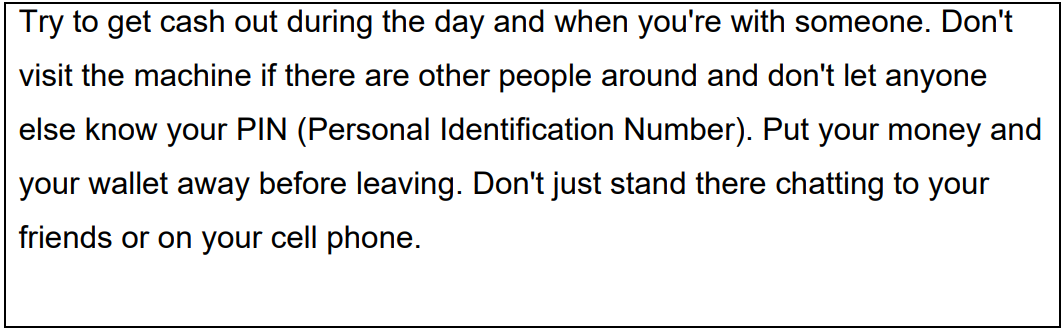 Try to get cash out during the day and when you're with someone. Don't
visit the machine if there are other people around and don't let anyone
else know your PIN (Personal Identification Number). Put your money and
your wallet away before leaving. Don't just stand there chatting to your
friends or on your cell phone.